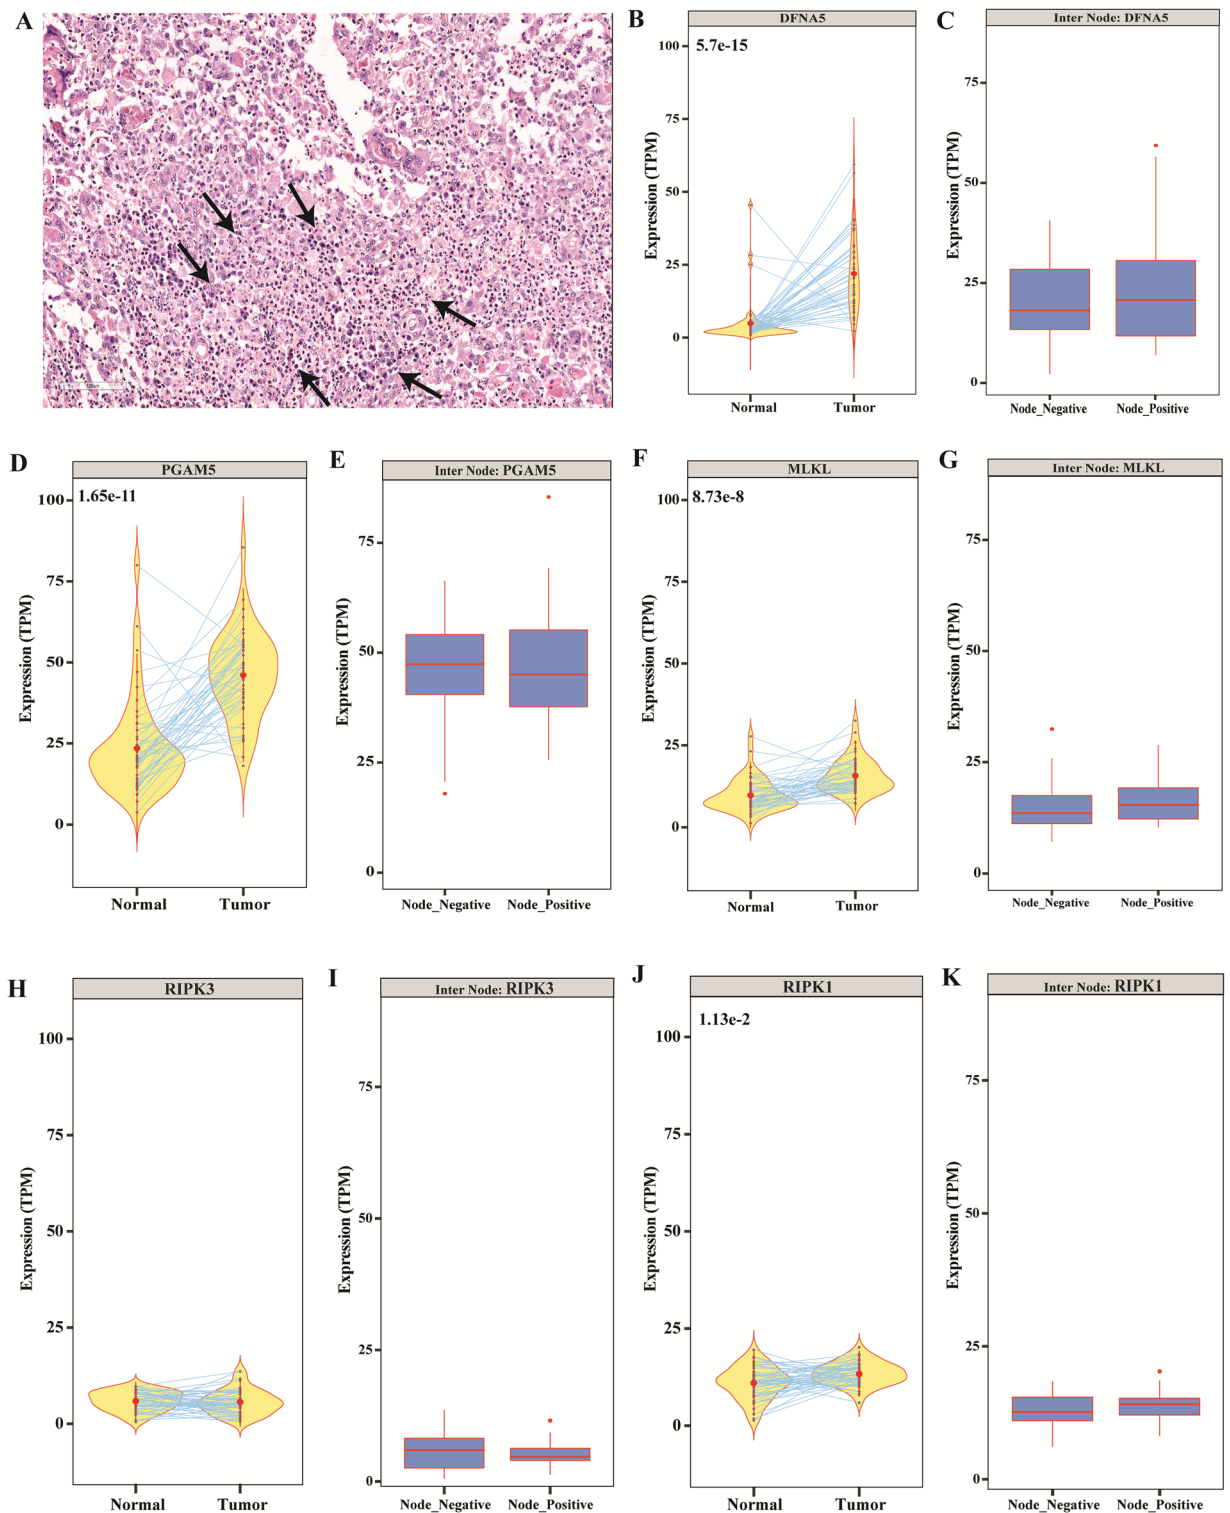 A
100um
B
DFNA5
5.7e-15
100
75
50
25
0
Expression (TPM)
Normal Tumor
C
Inter Node: DFNA5
75
50
25
0
Expression (TPM)
Node_Negative Node_Positive
D
PGAM5
1.65e-11
100
75
50
25
0
Expression (TPM)
Normal Tumor
E
Inter Node: PGAM5
75
50
25
0
Expression (TPM)
Node_Negative Node_Positive
F
MLKL
8.73e-8
100
75
50
25
0
Expression (TPM)
Normal Tumor
G
Inter Node: MLKL
75
50
25
0
Expression (TPM)
Node_Negative Node_Positive
H
RIPK3
100
75
50
25
0
Expression (TPM)
Normal Tumor
I
Inter Node: RIPK3
75
50
25
0
Expression (TPM)
Node_Negative Node_Positive
J
RIPK1
1.13e-2
100
75
50
25
0
Expression (TPM)
Normal Tumor
K
Inter Node: RIPK1
75
50
25
0
Expression (TPM)
Node_Negative Node_Positive